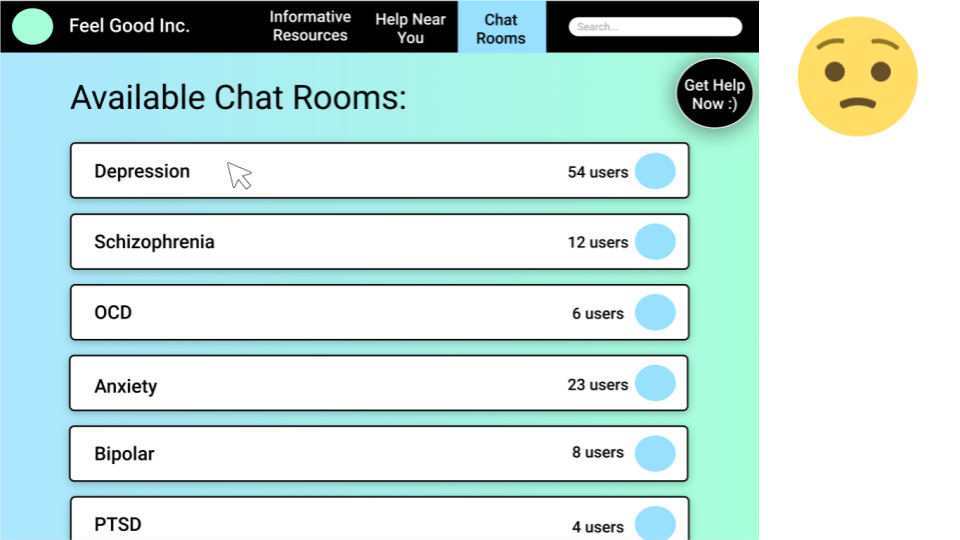 Feel Good Inc.
Informative
Resources
Help Near
You
Chat
Rooms
Search...
Get Help
Now :)
Available Chat Rooms:
Depression
54 users
Schizophrenia
12 users
OCD
6 users
Anxiety
23 users
Bipolar
8 users
PTSD
4 users